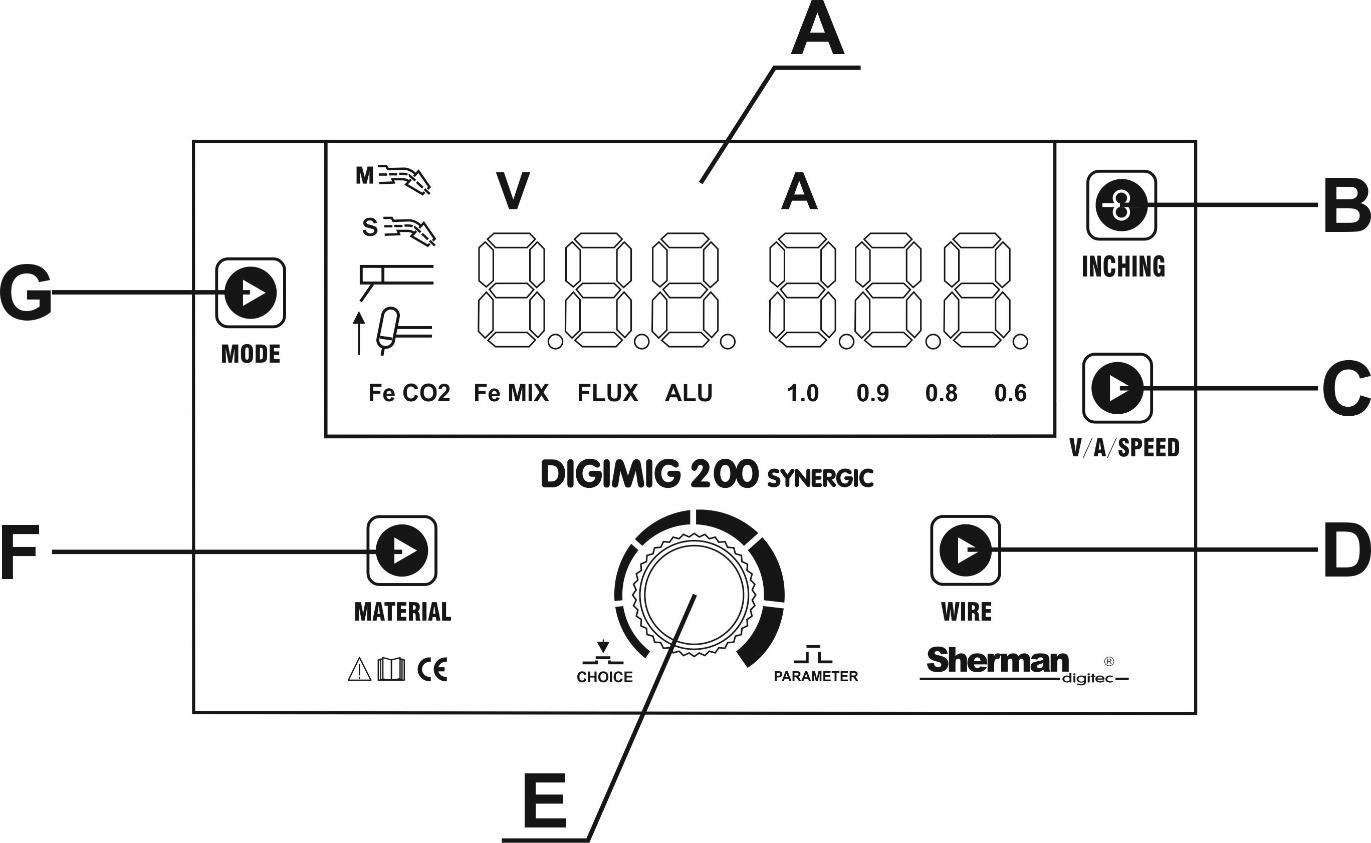 A
M
V
A
B
S
INCHING
G
MODE
Fe CO2 Fe MIX FLUX ALU 1.0 0.9 0.8 0.6
C
V/A/SPEED
DIGIMIG 200 SYNERGIC
F
D
MATERIAL
WIRE
CE
CHOICE
PARAMETER
Sherman ®
digitec
E